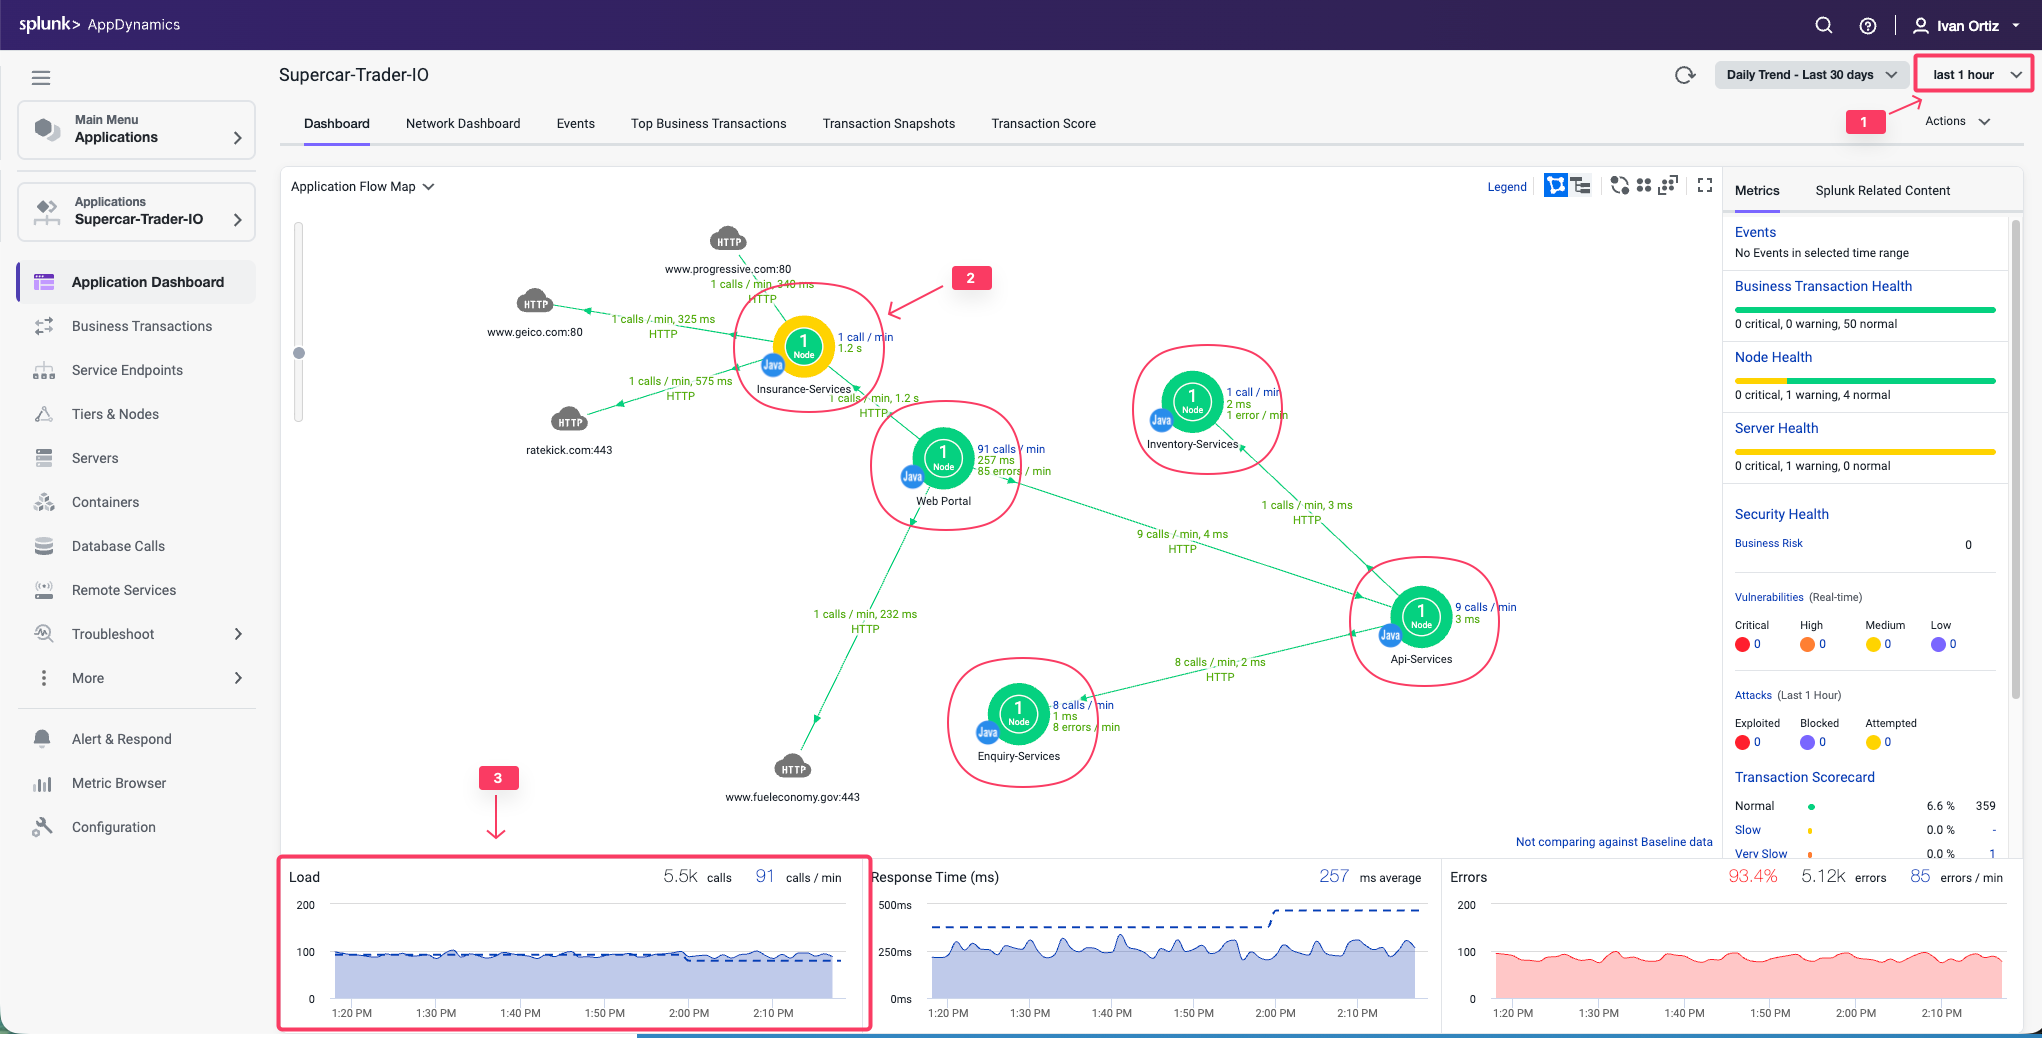 splunk> AppDynamics
Ivan Ortiz
Supercar-Trader-IO
Daily Trend - Last 30 days
last 1 hour
1
Actions
Main Menu
Applications
Applications
Supercar-Trader-IO
Application Dashboard
Business Transactions
Service Endpoints
Tiers & Nodes
Servers
Containers
Database Calls
Remote Services
Troubleshoot
More
Alert & Respond
Metric Browser
Configuration
Dashboard
Network Dashboard
Events
Top Business Transactions
Transaction Snapshots
Transaction Score
Application Flow Map
Legend
HTTP
www.progressive.com:80
1 calls / min, 340 ms
HTTP
2
HTTP
www.geico.com:80
1 calls / min, 325 ms
HTTP
1
Node
Java
1 call / min
1.2 s
Insurance-Services
1 calls / min, 575 ms
HTTP
HTTP
ratekick.com:443
1 calls / min, 1.2 s
HTTP
1
Node
Java
91 calls / min
257 ms
85 errors / min
Web Portal
1
Node
Java
1 call / min
2 ms
1 error / min
Inventory-Services
1 calls / min, 3 ms
HTTP
9 calls / min, 4 ms
HTTP
1 calls / min, 232 ms
HTTP
1
Node
Java
9 calls / min
3 ms
Api-Services
8 calls / min, 2 ms
HTTP
1
Node
Java
8 calls / min
1 ms
8 errors / min
Enquiry-Services
HTTP
www.fueleconomy.gov:443
3
Not comparing against Baseline data
Metrics
Splunk Related Content
Events
No Events in selected time range
Business Transaction Health
0 critical, 0 warning, 50 normal
Node Health
0 critical, 1 warning, 4 normal
Server Health
0 critical, 1 warning, 0 normal
Security Health
Business Risk 0
Vulnerabilities (Real-time)
Critical High Medium Low
0 0 0 0
Attacks (Last 1 Hour)
Exploited Blocked Attempted
0 0 0
Transaction Scorecard
Normal 6.6 % 359
Slow 0.0 % -
Very Slow 0.0 % 1
Load 5.5k calls 91 calls / min
200
100
0
1:20 PM 1:30 PM 1:40 PM 1:50 PM 2:00 PM 2:10 PM
Response Time (ms) 257 ms average
500ms
250ms
0ms
1:20 PM 1:30 PM 1:40 PM 1:50 PM 2:00 PM 2:10 PM
Errors 93.4% 5.12k errors 85 errors / min
200
100
0
1:20 PM 1:30 PM 1:40 PM 1:50 PM 2:00 PM 2:10 PM